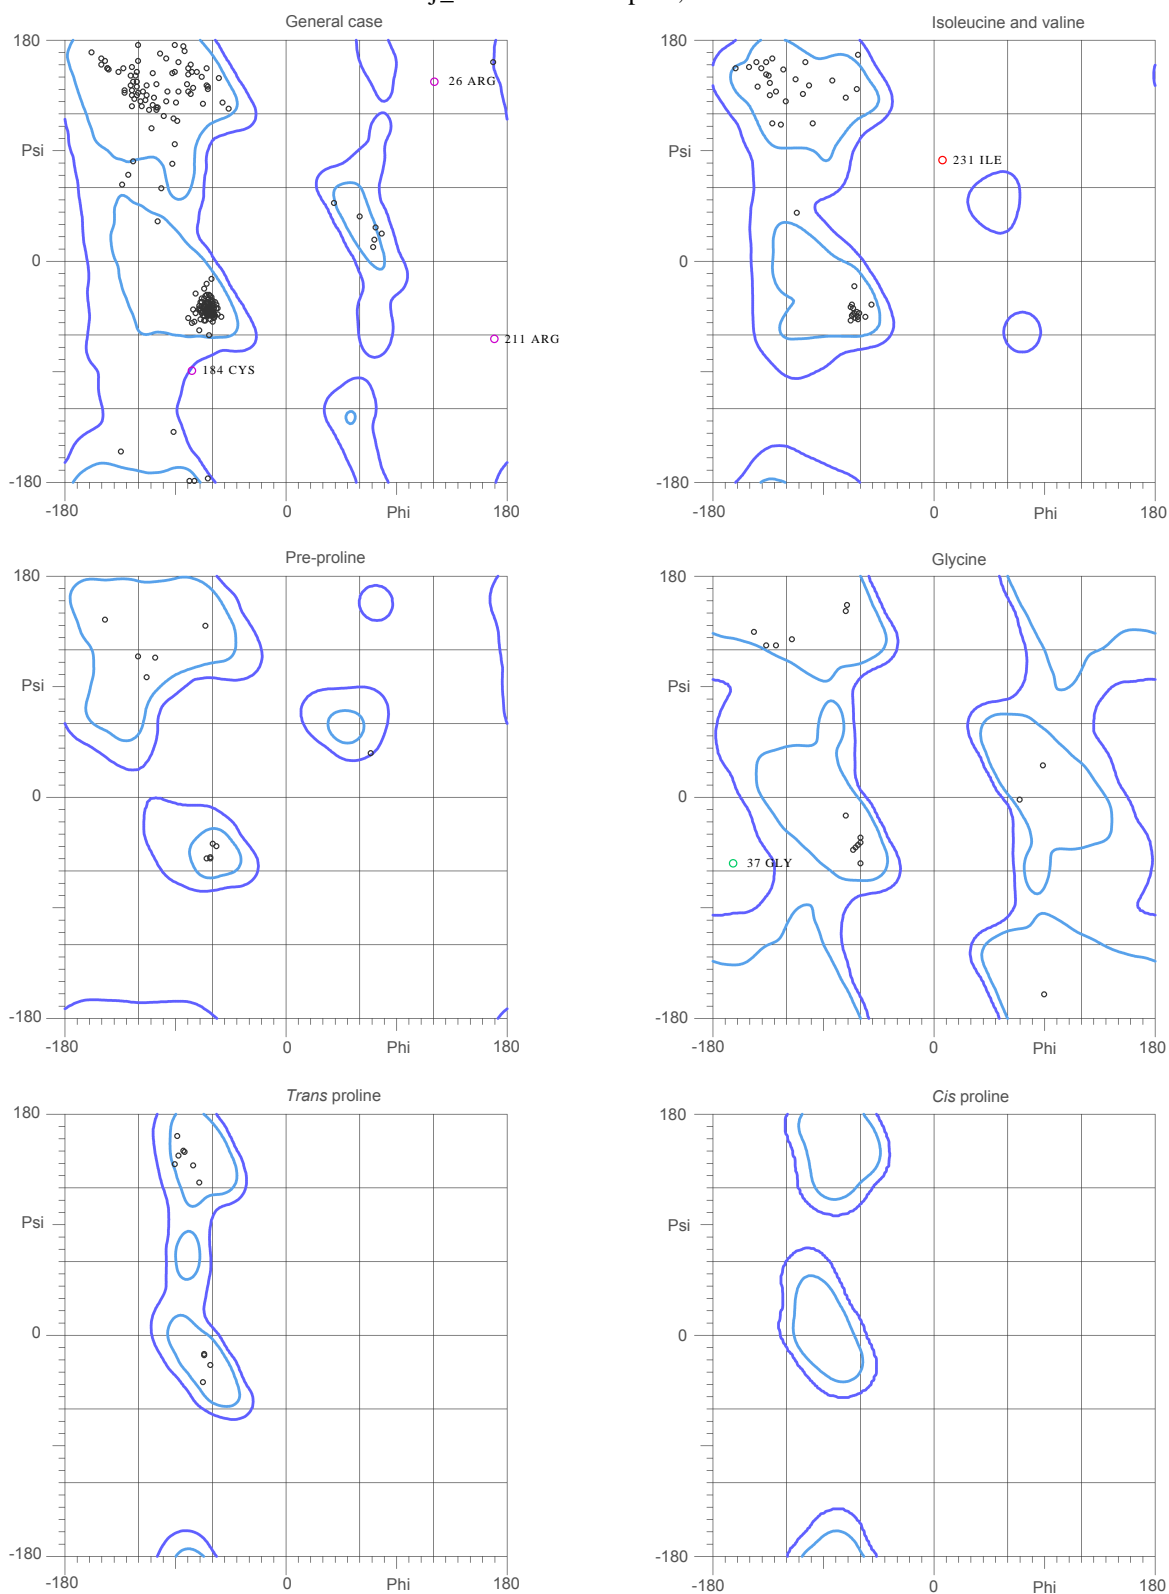 General case
180
Psi
0
-180
-180
0
Phi
180
26 ARG
211 ARG
184 CYS
Isoleucine and valine
180
Psi
0
-180
-180
0
Phi
180
231 ILE
Pre-proline
180
Psi
0
-180
-180
0
Phi
180
Glycine
180
Psi
0
-180
-180
0
Phi
180
37 GLY
Trans proline
180
Psi
0
-180
-180
0
Phi
180
Cis proline
180
Psi
0
-180
-180
0
Phi
180